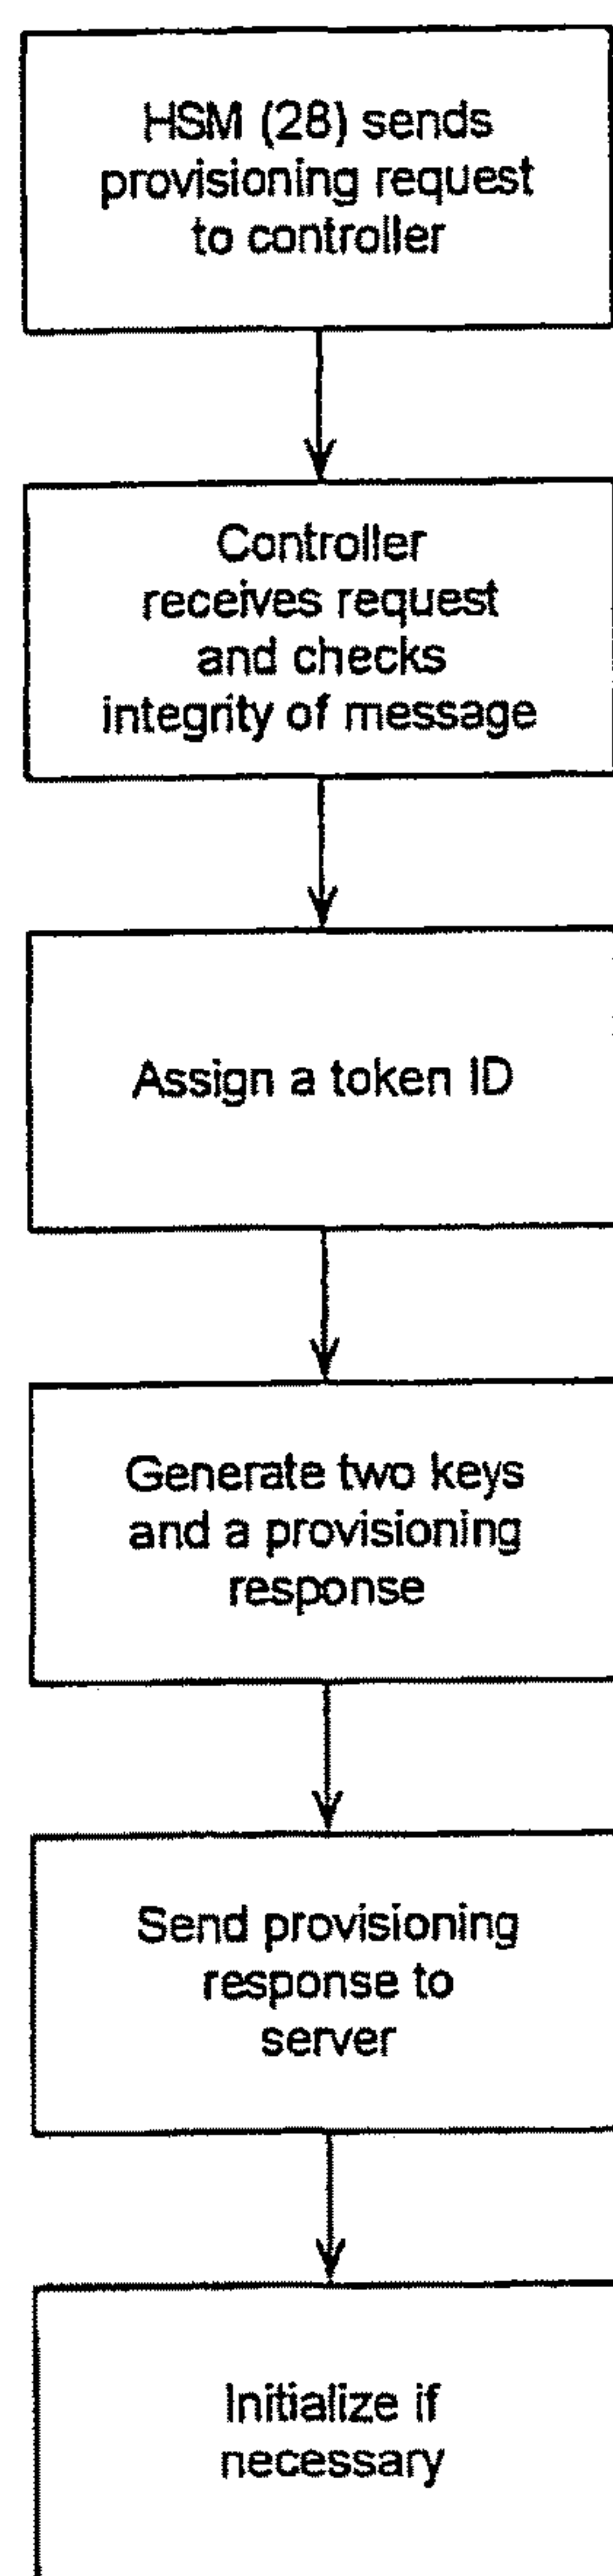 HSM (28) sends
provisioning request
to controller
Controller
receives request
and checks
integrity of message
Assign a token ID
Generate two keys
and a provisioning
response
Send provisioning
response to
server
Initialize if
necessary